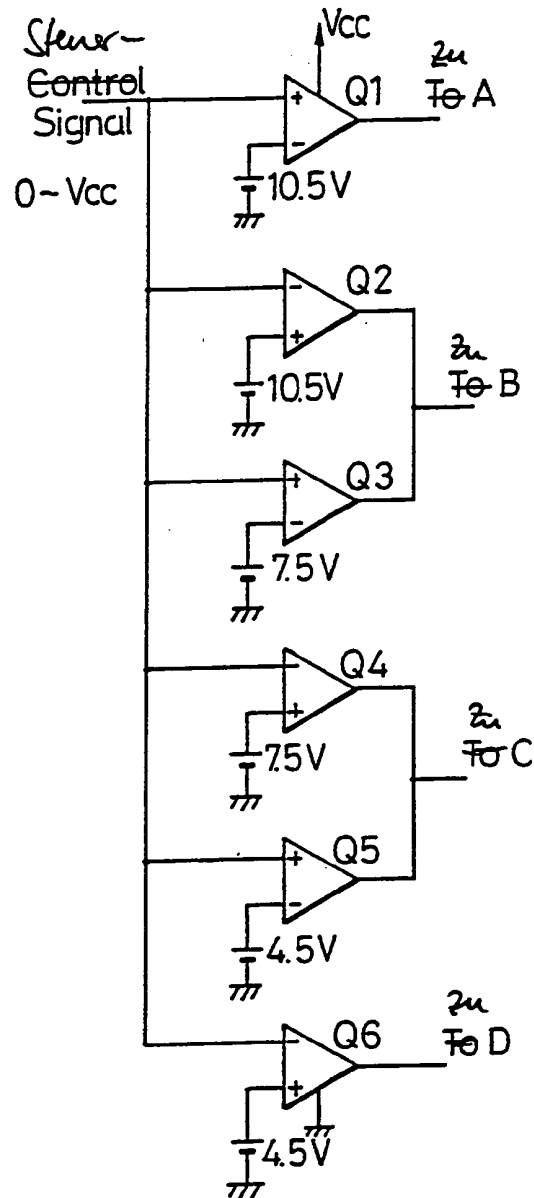 Steuer-
Control
Signal
0~Vcc
Vcc
Q1
+
-
10.5V
zu
To A
Q2
-
+
10.5V
zu
To B
Q3
+
-
7.5V
Q4
-
+
7.5V
zu
To C
Q5
+
-
4.5V
Q6
-
+
4.5V
zu
To D